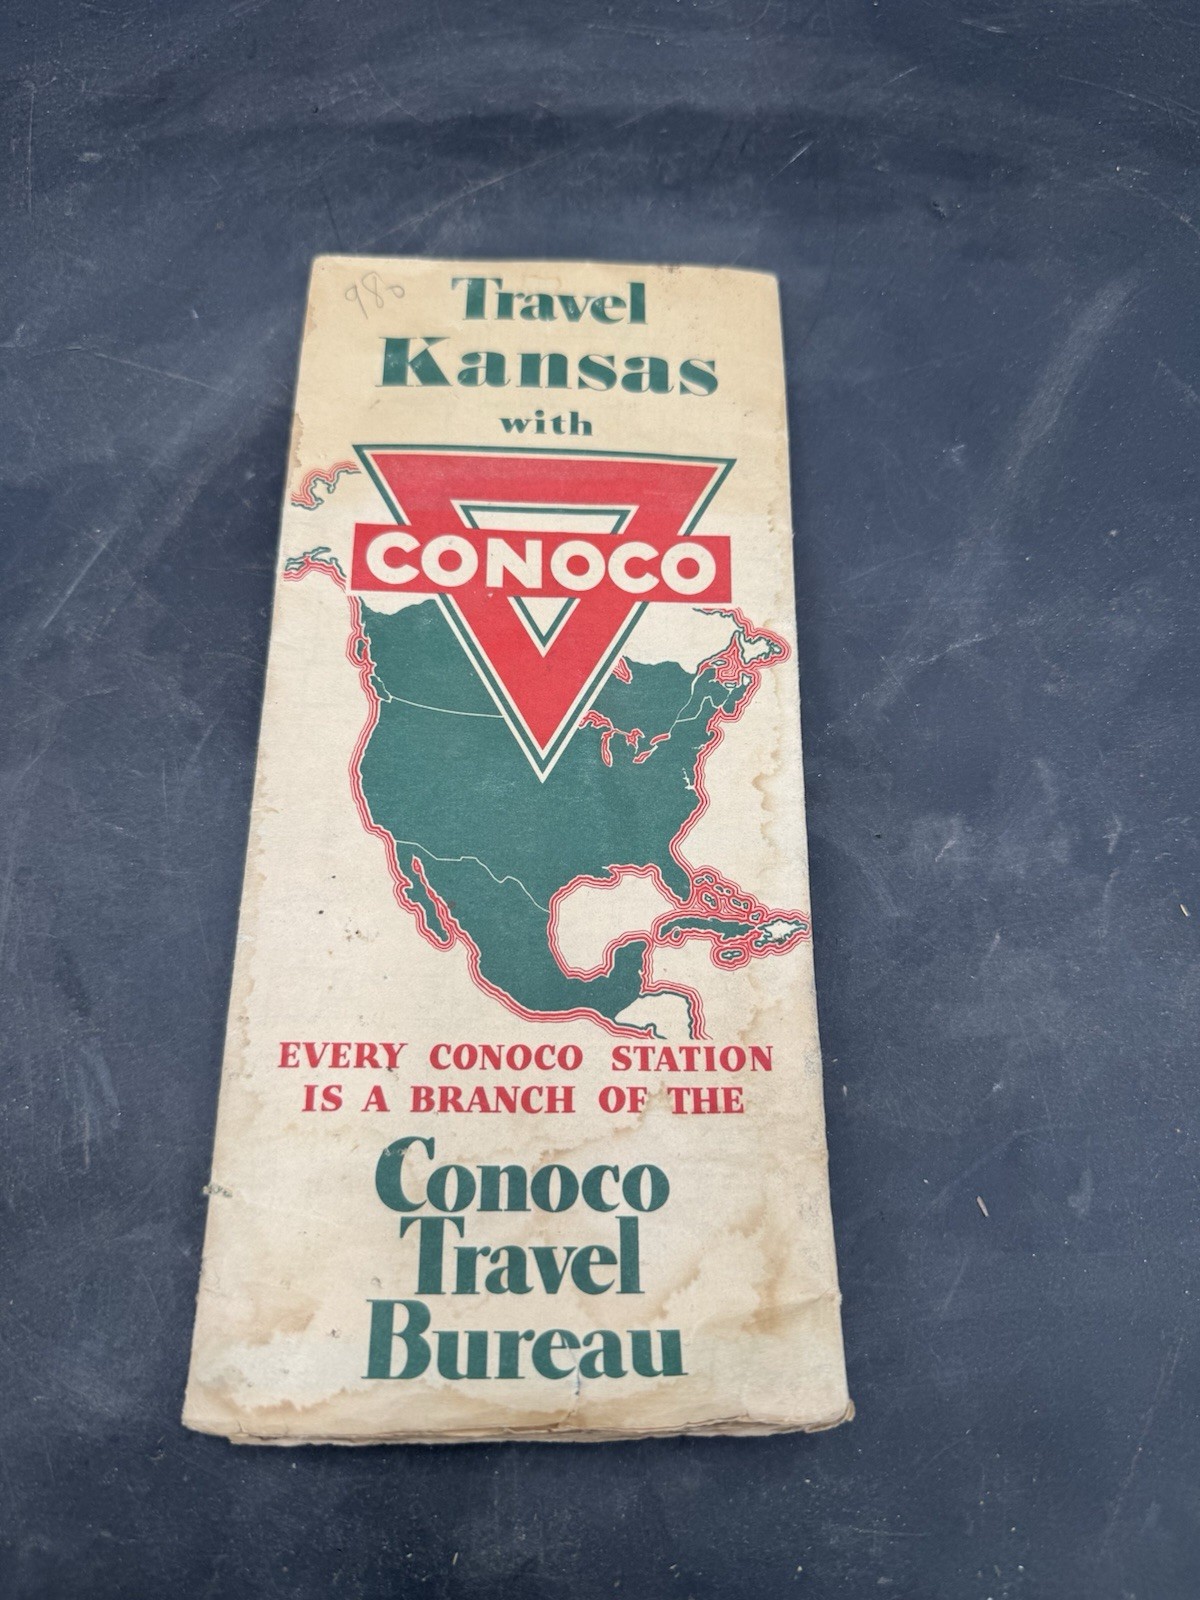 980
Travel
Kansas
with
CONOCO
EVERY CONOCO STATION
IS A BRANCH OF THE
Conoco
Travel
Bureau